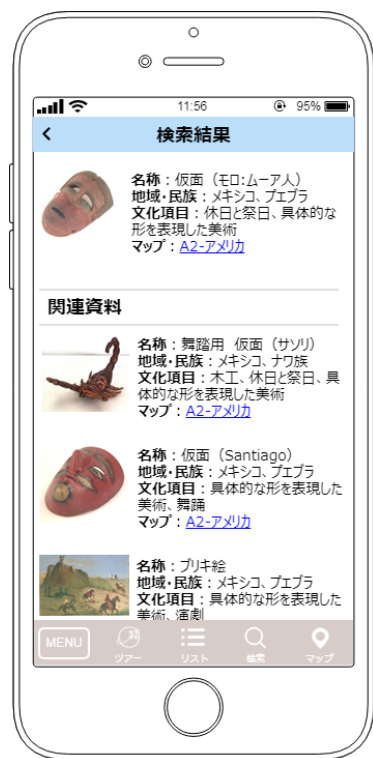 11:56
95%
<
検索結果
名称：仮面（モロ:ムーア人）
地域・民族：メキシコ、プエブラ
文化項目：休日と祭日、具体的な
形を表現した美術
マップ：A2-アメリカ
関連資料
名称：舞踏用 仮面（サソリ）
地域・民族：メキシコ、ナワ族
文化項目：木工、休日と祭日、具
体的な形を表現した美術
マップ：A2-アメリカ
名称：仮面（Santiago）
地域・民族：メキシコ、プエブラ
文化項目：具体的な形を表現した
美術、舞踊
マップ：A2-アメリカ
名称：ブリキ絵
地域・民族：メキシコ、プエブラ
文化項目：具体的な形を表現した
美術、演劇
MENU ツアー リスト 検索 マップ